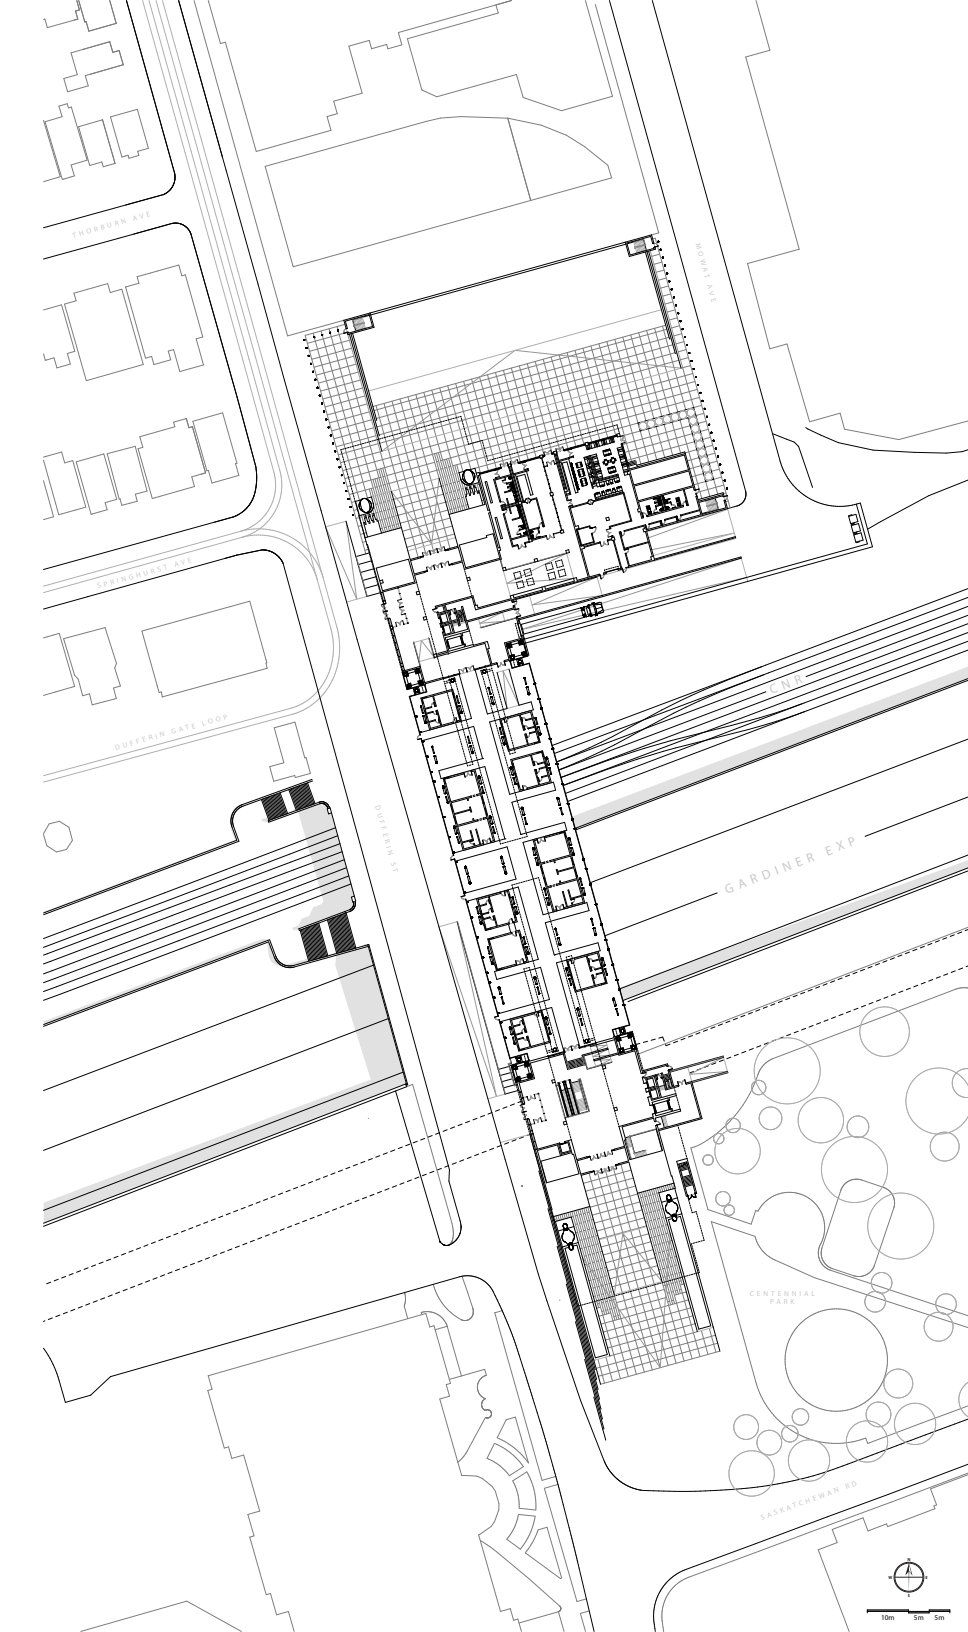 THORBURN AVE
MOWAT AVE
SPRINGHURST AVE
CNR
DUFFERIN GATE LOOP
DUFFERIN ST
GARDINER EXP
CENTENNIAL
PARK
SASKATCHEWAN RD
N
W
E
10m 5m 5m